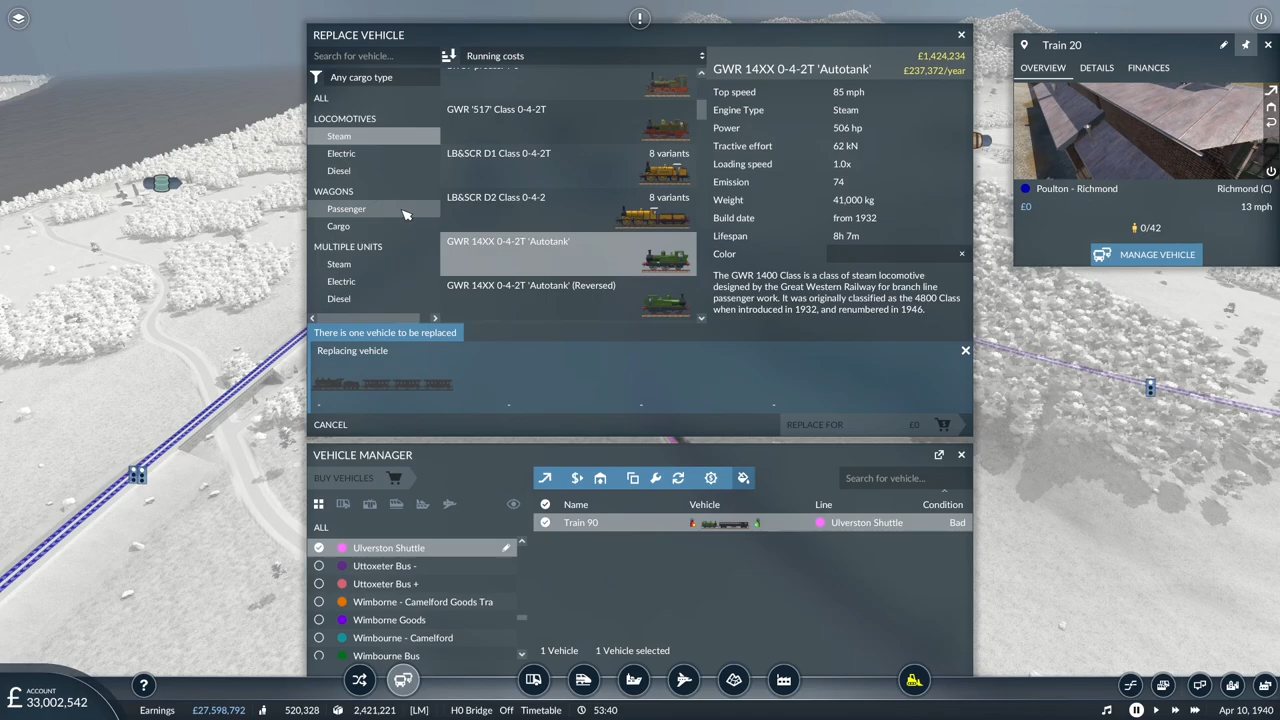 REPLACE VEHICLE
Search for vehicle...
Running costs
£1,424,234
£237,372/year
Any cargo type
ALL
LOCOMOTIVES
Steam
Electric
Diesel
WAGONS
Passenger
Cargo
MULTIPLE UNITS
Steam
Electric
Diesel
GWR '517' Class 0-4-2T
LB&SCR D1 Class 0-4-2T
8 variants
LB&SCR D2 Class 0-4-2
8 variants
GWR 14XX 0-4-2T 'Autotank'
GWR 14XX 0-4-2T 'Autotank' (Reversed)
GWR 14XX 0-4-2T 'Autotank'
Top speed 85 mph
Engine Type Steam
Power 506 hp
Tractive effort 62 kN
Loading speed 1.0x
Emission 74
Weight 41,000 kg
Build date from 1932
Lifespan 8h 7m
Color
The GWR 1400 Class is a class of steam locomotive
designed by the Great Western Railway for branch line
passenger work. It was originally classified as the 4800 Class
when introduced in 1932, and renumbered in 1946.
There is one vehicle to be replaced
Replacing vehicle
- - - -
CANCEL
REPLACE FOR £0
Train 20
OVERVIEW DETAILS FINANCES
Poulton - Richmond Richmond (C)
£0 13 mph
0/42
MANAGE VEHICLE
VEHICLE MANAGER
BUY VEHICLES
Search for vehicle...
ALL
Name Vehicle Line Condition
Train 90 Ulverston Shuttle Bad
Ulverston Shuttle
Uttoxeter Bus -
Uttoxeter Bus +
Wimborne - Camelford Goods Tra
Wimborne Goods
Wimbourne - Camelford
Wimbourne Bus
1 Vehicle 1 Vehicle selected
£ ACCOUNT
33,002,542
?
Earnings £27,598,792 520,328 2,421,221 [LM] H0 Bridge Off Timetable 53:40
Apr 10, 1940